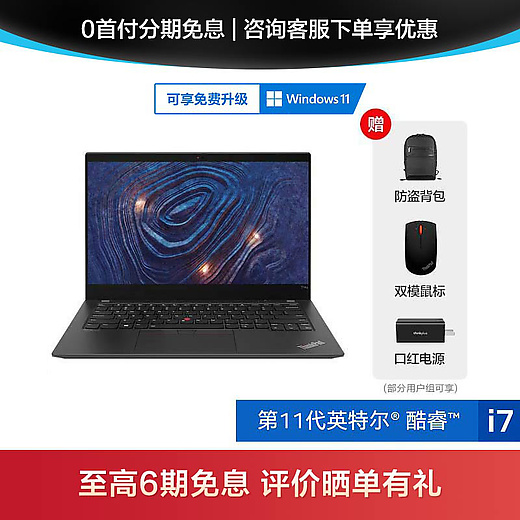 0首付分期免息 | 咨询客服下单享优惠
可享免费升级 Windows 11
赠
防盗背包
ThinkPad
双模鼠标
thinkplus
口红电源
(部分用户组可享)
ThinkPad
第11代英特尔® 酷睿™ i7
至高6期免息 评价晒单有礼